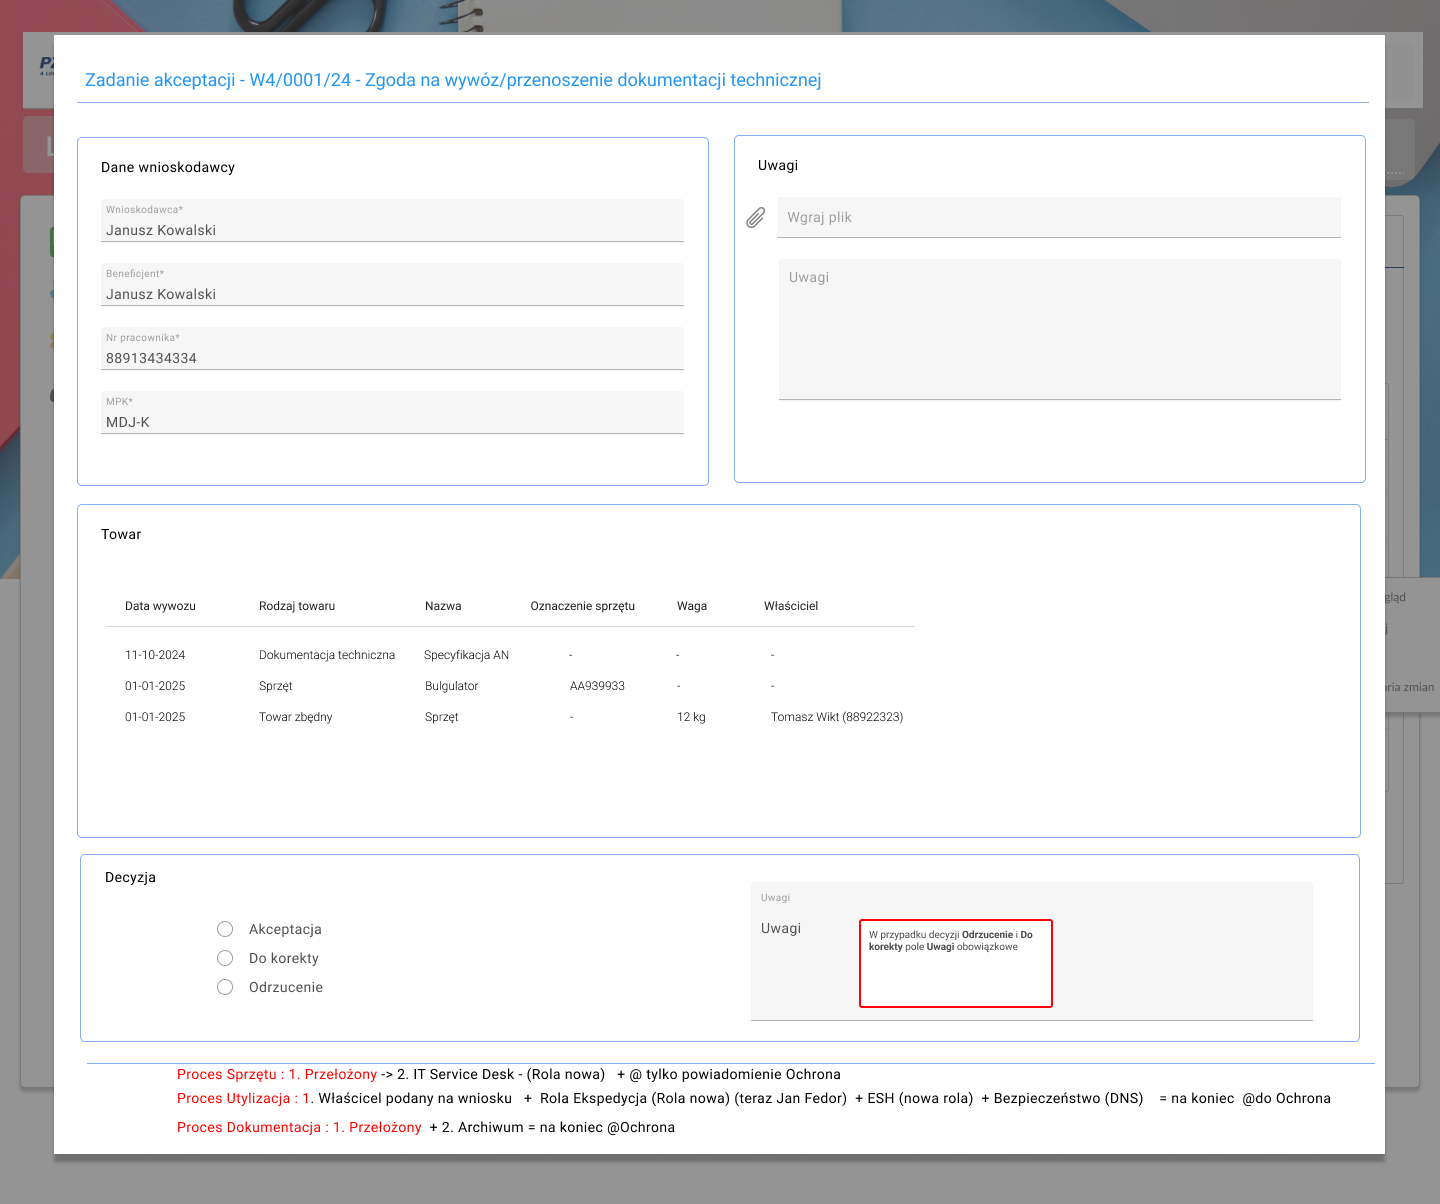 Zadanie akceptacji - W4/0001/24 - Zgoda na wywóz/przenoszenie dokumentacji technicznej
Dane wnioskodawcy
Wnioskodawca*
Janusz Kowalski
Beneficjent*
Janusz Kowalski
Nr pracownika*
88913434334
MPK*
MDJ-K
Uwagi
Wgraj plik
Uwagi
Towar
Data wywozu Rodzaj towaru Nazwa Oznaczenie sprzętu Waga Właściciel
11-10-2024 Dokumentacja techniczna Specyfikacja AN - - -
01-01-2025 Sprzęt Bulgulator AA939933 - -
01-01-2025 Towar zbędny Sprzęt - 12 kg Tomasz Wikt (88922323)
Decyzja
Akceptacja
Do korekty
Odrzucenie
Uwagi
Uwagi
W przypadku decyzji Odrzucenie i Do
korekty pole Uwagi obowiązkowe
Proces Sprzętu : 1. Przełożony -> 2. IT Service Desk - (Rola nowa) + @ tylko powiadomienie Ochrona
Proces Utylizacja : 1. Właścicel podany na wniosku + Rola Ekspedycja (Rola nowa) (teraz Jan Fedor) + ESH (nowa rola) + Bezpieczeństwo (DNS) = na koniec @do Ochrona
Proces Dokumentacja : 1. Przełożony + 2. Archiwum = na koniec @Ochrona
zmian